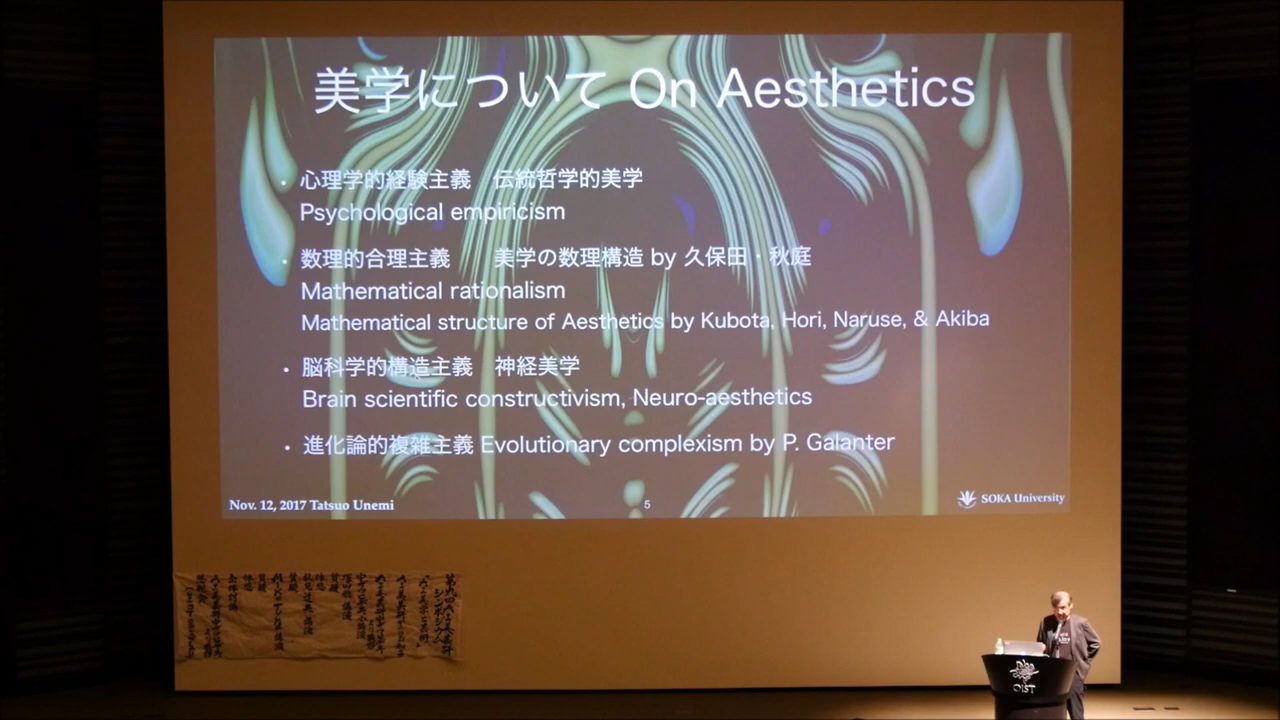 美学について On Aesthetics
• 心理学的経験主義　伝統哲学的美学
Psychological empiricism
• 数理的合理主義　　美学の数理構造 by 久保田・秋庭
Mathematical rationalism
Mathematical structure of Aesthetics by Kubota, Hori, Naruse, & Akiba
• 脳科学的構造主義　神経美学
Brain scientific constructivism, Neuro-aesthetics
• 進化論的複雑主義 Evolutionary complexism by P. Galanter
Nov. 12, 2017 Tatsuo Unemi
5
SOKA University
OIST